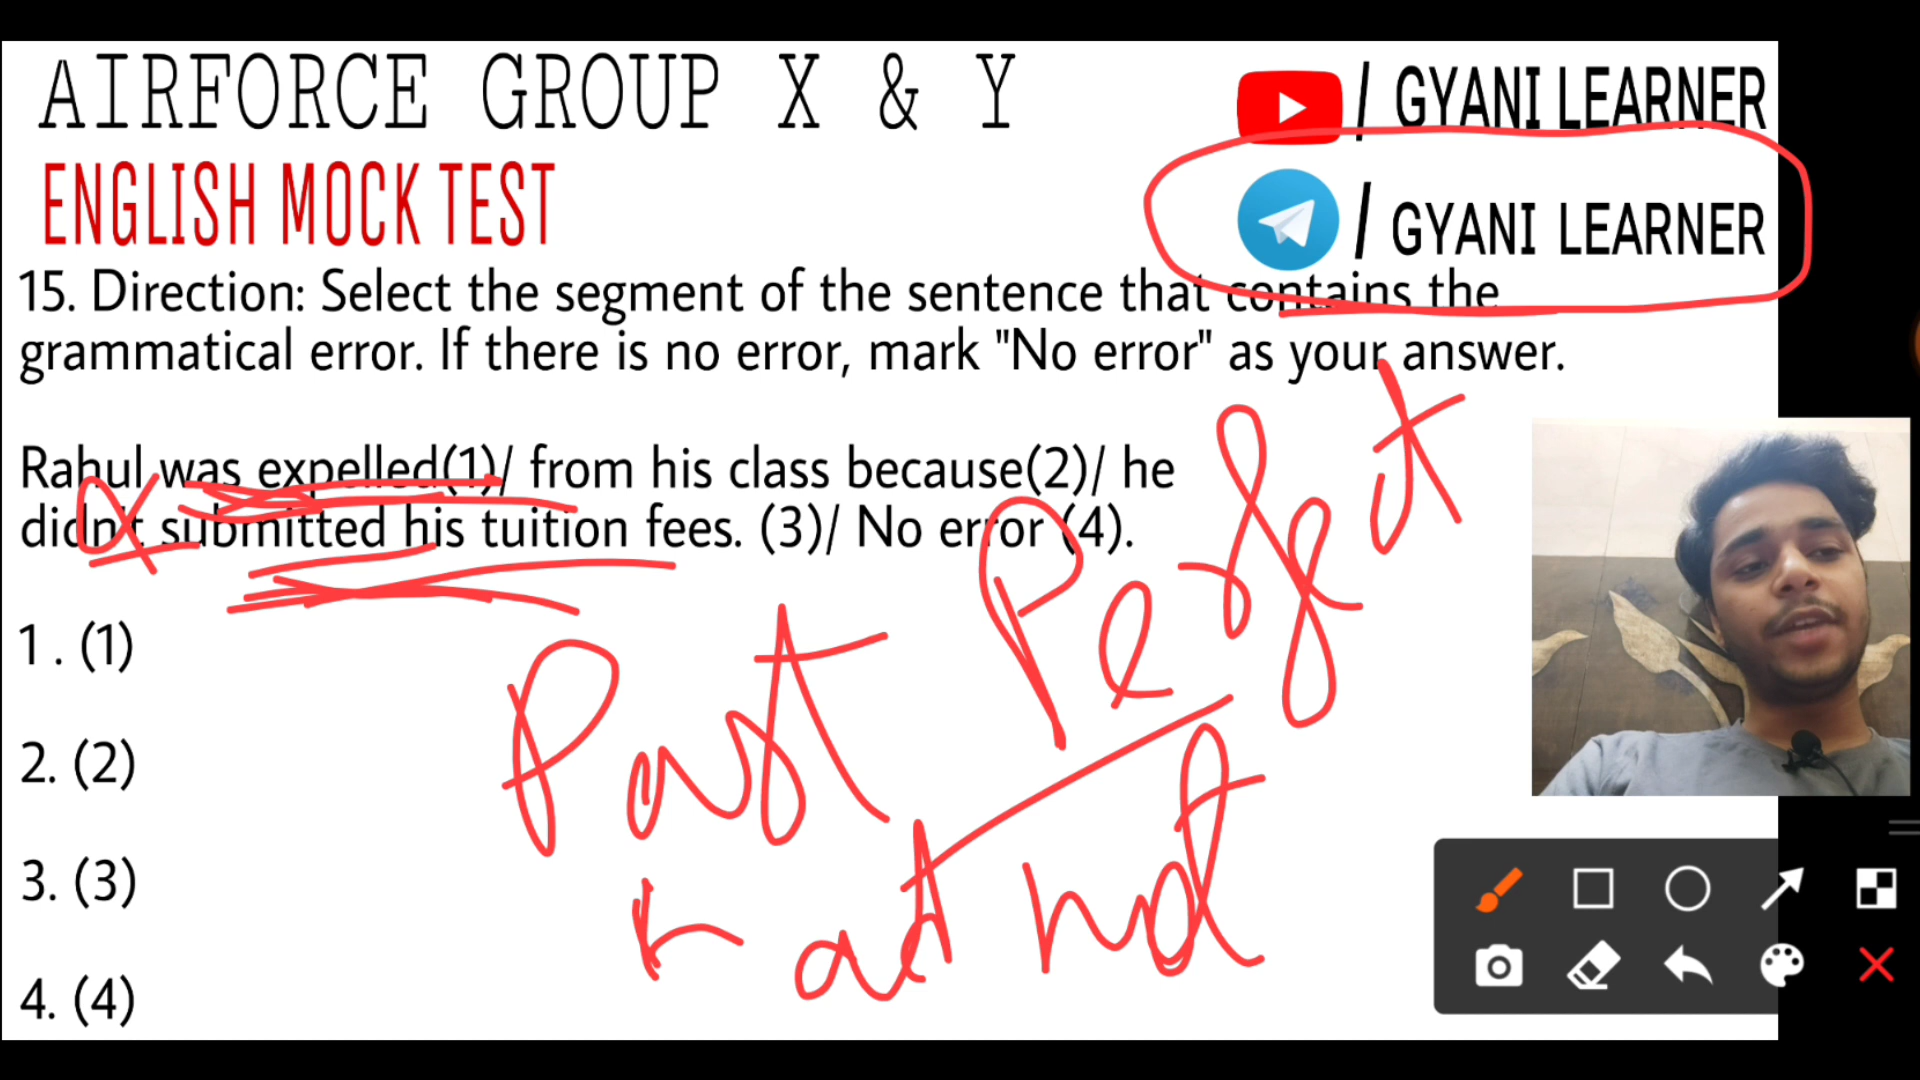 AIRFORCE GROUP X & Y
/ GYANI LEARNER
ENGLISH MOCK TEST
/ GYANI LEARNER
15. Direction: Select the segment of the sentence that contains the
grammatical error. If there is no error, mark "No error" as your answer.
Rahul was expelled(1)/ from his class because(2)/ he
didn't submitted his tuition fees. (3)/ No error (4).
Past Perfect
had not
1. (1)
2. (2)
3. (3)
4. (4)